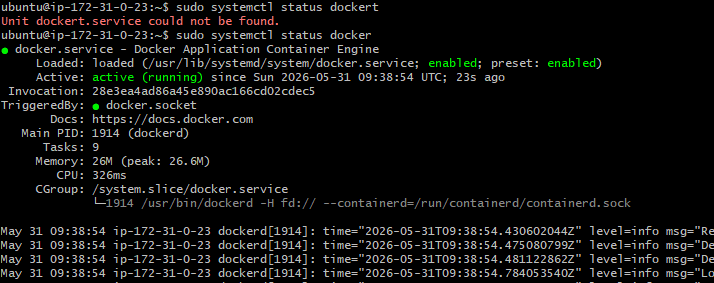 ubuntu@ip-172-31-0-23:~$ sudo systemctl status dockert
Unit dockert.service could not be found.
ubuntu@ip-172-31-0-23:~$ sudo systemctl status docker
● docker.service - Docker Application Container Engine
Loaded: loaded (/usr/lib/systemd/system/docker.service; enabled; preset: enabled)
Active: active (running) since Sun 2026-05-31 09:38:54 UTC; 23s ago
Invocation: 28e3ea4ad86a45e890ac166cd02cdec5
TriggeredBy: ● docker.socket
Docs: https://docs.docker.com
Main PID: 1914 (dockerd)
Tasks: 9
Memory: 26M (peak: 26.6M)
CPU: 326ms
CGroup: /system.slice/docker.service
└─1914 /usr/bin/dockerd -H fd:// --containerd=/run/containerd/containerd.sock
May 31 09:38:54 ip-172-31-0-23 dockerd[1914]: time="2026-05-31T09:38:54.430602044Z" level=info msg="Re
May 31 09:38:54 ip-172-31-0-23 dockerd[1914]: time="2026-05-31T09:38:54.475080799Z" level=info msg="De
May 31 09:38:54 ip-172-31-0-23 dockerd[1914]: time="2026-05-31T09:38:54.481122862Z" level=info msg="De
May 31 09:38:54 ip-172-31-0-23 dockerd[1914]: time="2026-05-31T09:38:54.784053540Z" level=info msg="Lo